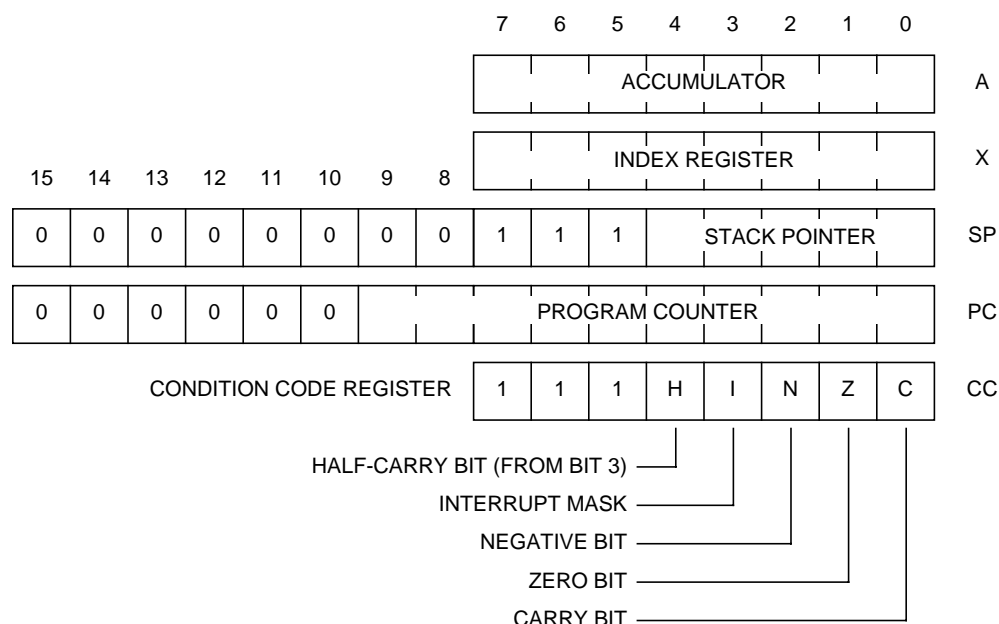 7 6 5 4 3 2 1 0
ACCUMULATOR A
INDEX REGISTER X
15 14 13 12 11 10 9 8
0 0 0 0 0 0 0 0 1 1 1 STACK POINTER SP
0 0 0 0 0 0 PROGRAM COUNTER PC
CONDITION CODE REGISTER 1 1 1 H I N Z C CC
HALF-CARRY BIT (FROM BIT 3)
INTERRUPT MASK
NEGATIVE BIT
ZERO BIT
CARRY BIT